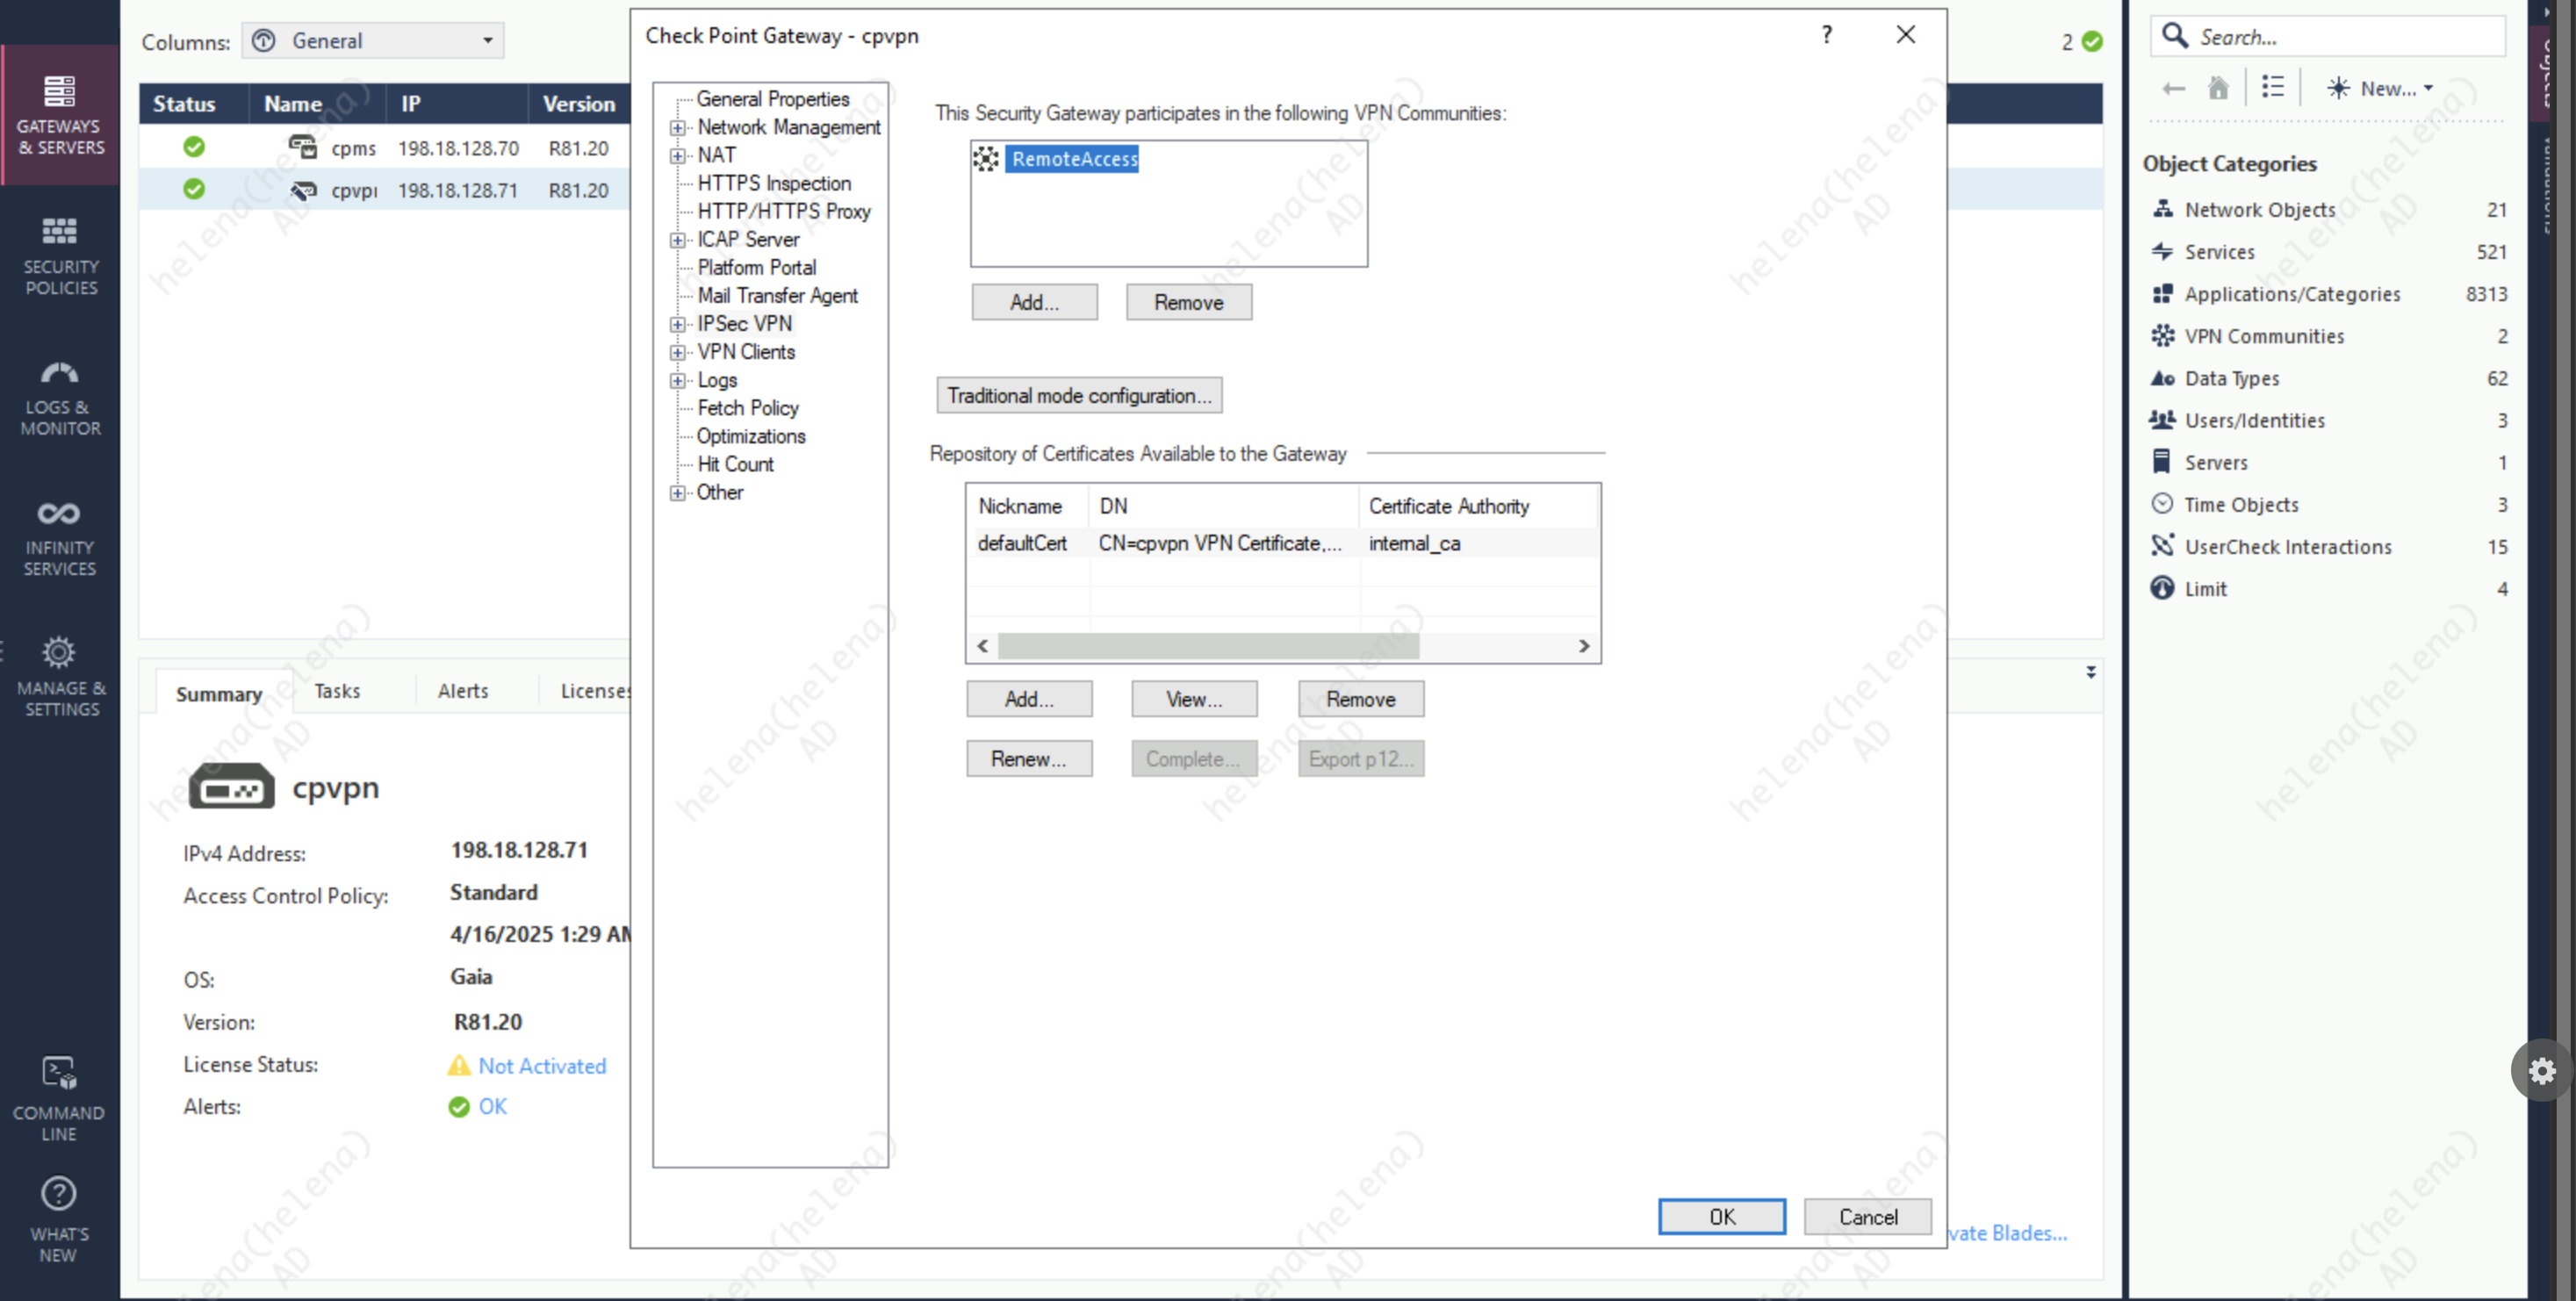 Columns:
General
2
Status Name IP Version
cpms 198.18.128.70 R81.20
198.18.128.71 R81.20
GATEWAYS
& SERVERS
SECURITY
POLICIES
LOGS &
MONITOR
INFINITY
SERVICES
MANAGE &
SETTINGS
COMMAND
LINE
WHAT'S
NEW
Summary Tasks Alerts Licenses
cpvpn
IPv4 Address: 198.18.128.71
Access Control Policy: Standard
4/16/2025 1:29 AM
OS: Gaia
Version: R81.20
License Status: Not Activated
Alerts: OK
vate Blades...
Check Point Gateway - cpvpn
?
General Properties
Network Management
NAT
HTTPS Inspection
HTTP/HTTPS Proxy
ICAP Server
Platform Portal
Mail Transfer Agent
IPSec VPN
VPN Clients
Logs
Fetch Policy
Optimizations
Hit Count
Other
This Security Gateway participates in the following VPN Communities:
RemoteAccess
Add... Remove
Traditional mode configuration...
Repository of Certificates Available to the Gateway
Nickname DN Certificate Authority
defaultCert CN=cpvpn VPN Certificate,... internal_ca
Add... View... Remove
Renew... Complete... Export p12...
OK Cancel
Search...
New...
Object Categories
Network Objects 21
Services 521
Applications/Categories 8313
VPN Communities 2
Data Types 62
Users/Identities 3
Servers 1
Time Objects 3
UserCheck Interactions 15
Limit 4
helena(helena)
AD